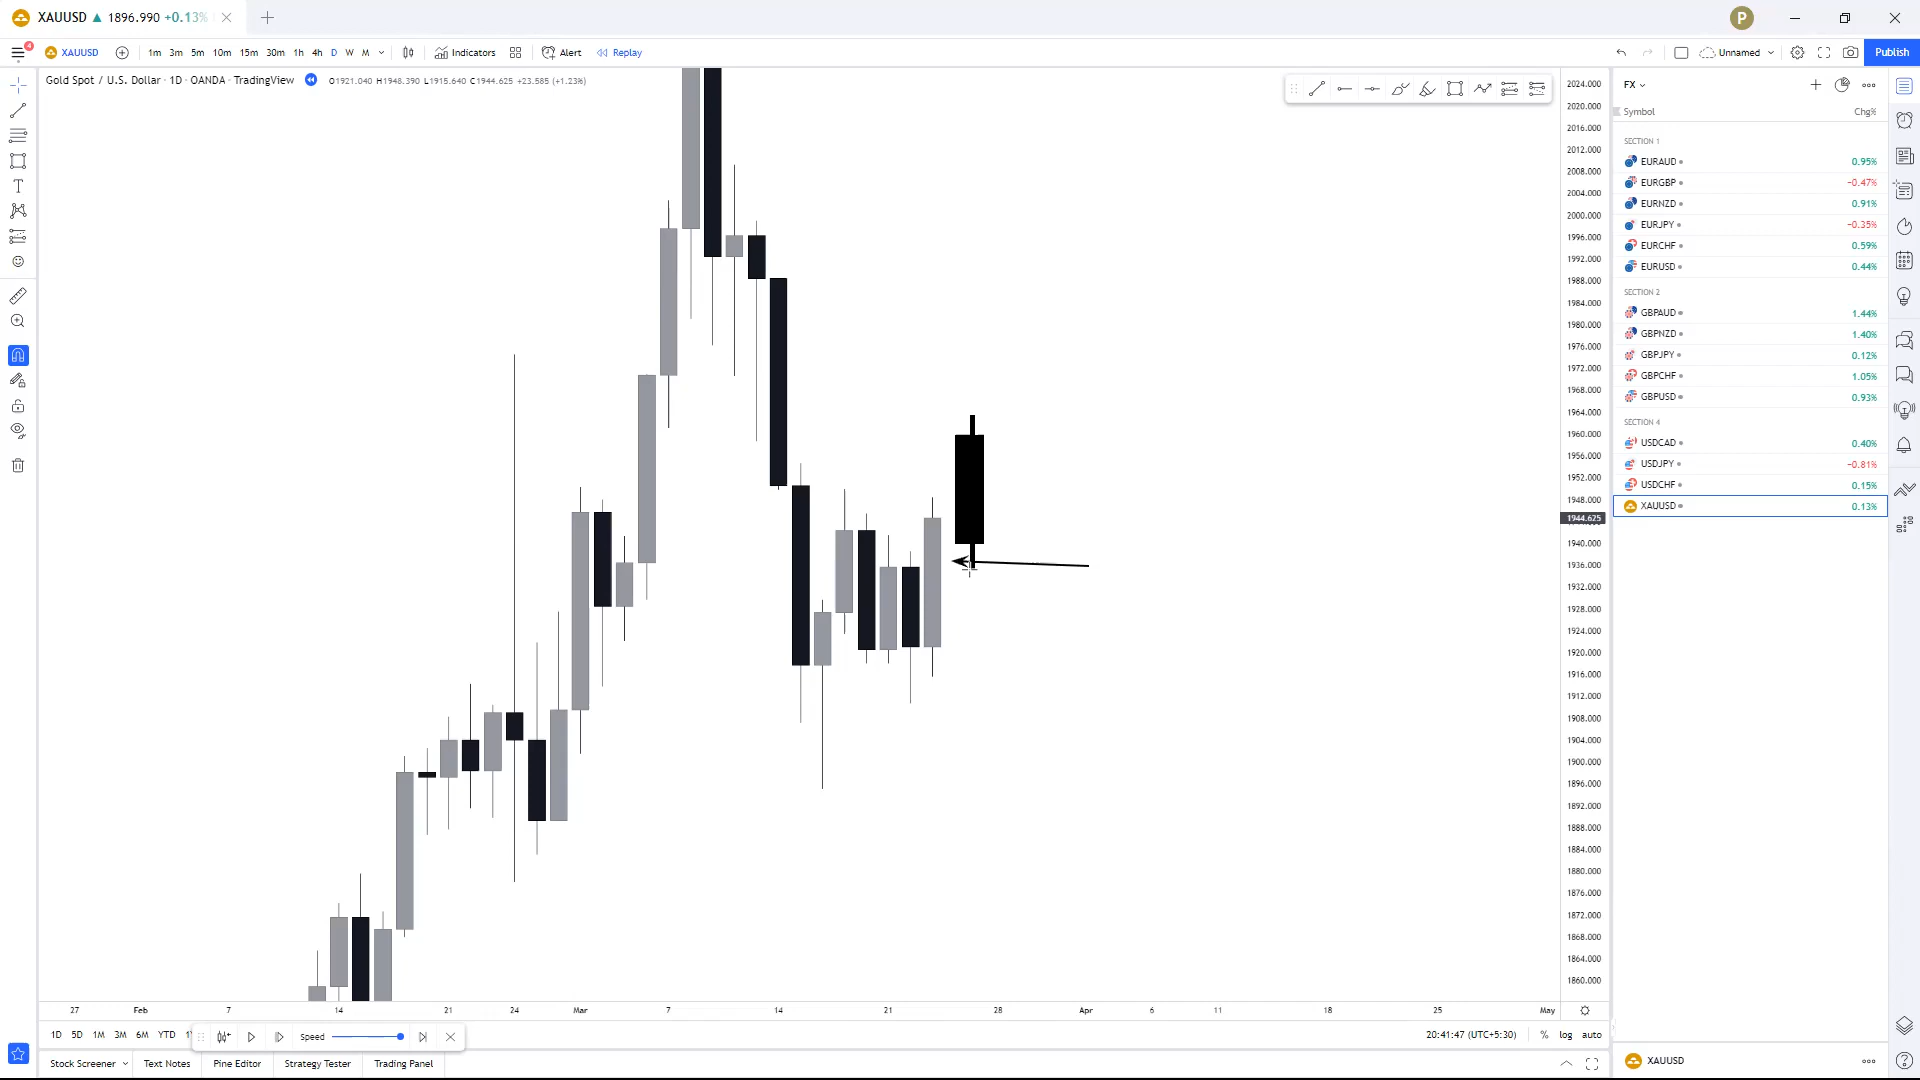 XAUUSD ▲ 1896.990 +0.13%
P
4
XAUUSD
1m 3m 5m 10m 15m 30m 1h 4h D W M
Indicators
Alert
Replay
Unnamed
Publish
Gold Spot / U.S. Dollar · 1D · OANDA · TradingView
O1921.040 H1948.390 L1915.640 C1944.625 +23.585 (+1.23%)
2024.000
2020.000
2016.000
2012.000
2008.000
2004.000
2000.000
1996.000
1992.000
1988.000
1984.000
1980.000
1976.000
1972.000
1968.000
1964.000
1960.000
1956.000
1952.000
1948.000
1944.625
1940.000
1936.000
1932.000
1928.000
1924.000
1920.000
1916.000
1912.000
1908.000
1904.000
1900.000
1896.000
1892.000
1888.000
1884.000
1880.000
1876.000
1872.000
1868.000
1864.000
1860.000
FX
Symbol Chg%
SECTION 1
EURAUD 0.95%
EURGBP −0.47%
EURNZD 0.91%
EURJPY −0.35%
EURCHF 0.59%
EURUSD 0.44%
SECTION 2
GBPAUD 1.44%
GBPNZD 1.40%
GBPJPY 0.12%
GBPCHF 1.05%
GBPUSD 0.93%
SECTION 4
USDCAD 0.40%
USDJPY −0.81%
USDCHF 0.15%
XAUUSD 0.13%
27 Feb 7 14 21 24 Mar 7 14 21 28 Apr 6 11 18 25 May
1D 5D 1M 3M 6M YTD 1
Speed
20:41:47 (UTC+5:30) % log auto
Stock Screener Text Notes Pine Editor Strategy Tester Trading Panel
XAUUSD